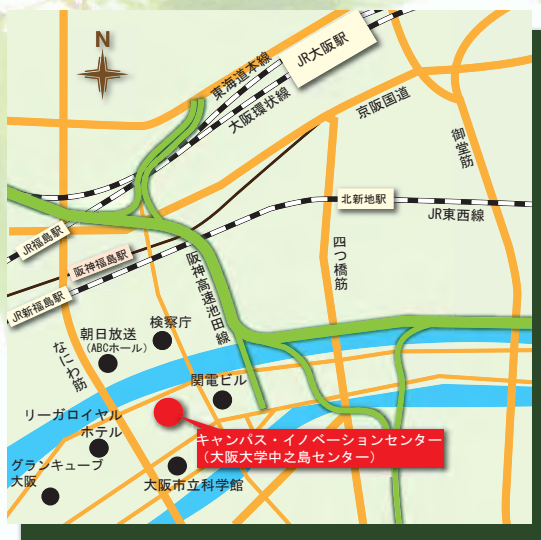 N
JR大阪駅
東海道本線
大阪環状線
京阪国道
御堂筋
北新地駅
JR東西線
JR福島駅
阪神福島駅
JR新福島駅
阪神高速池田線
四つ橋筋
検察庁
朝日放送
（ABCホール）
なにわ筋
関電ビル
リーガロイヤル
ホテル
キャンパス・イノベーションセンター
（大阪大学中之島センター）
グランキューブ
大阪
大阪市立科学館